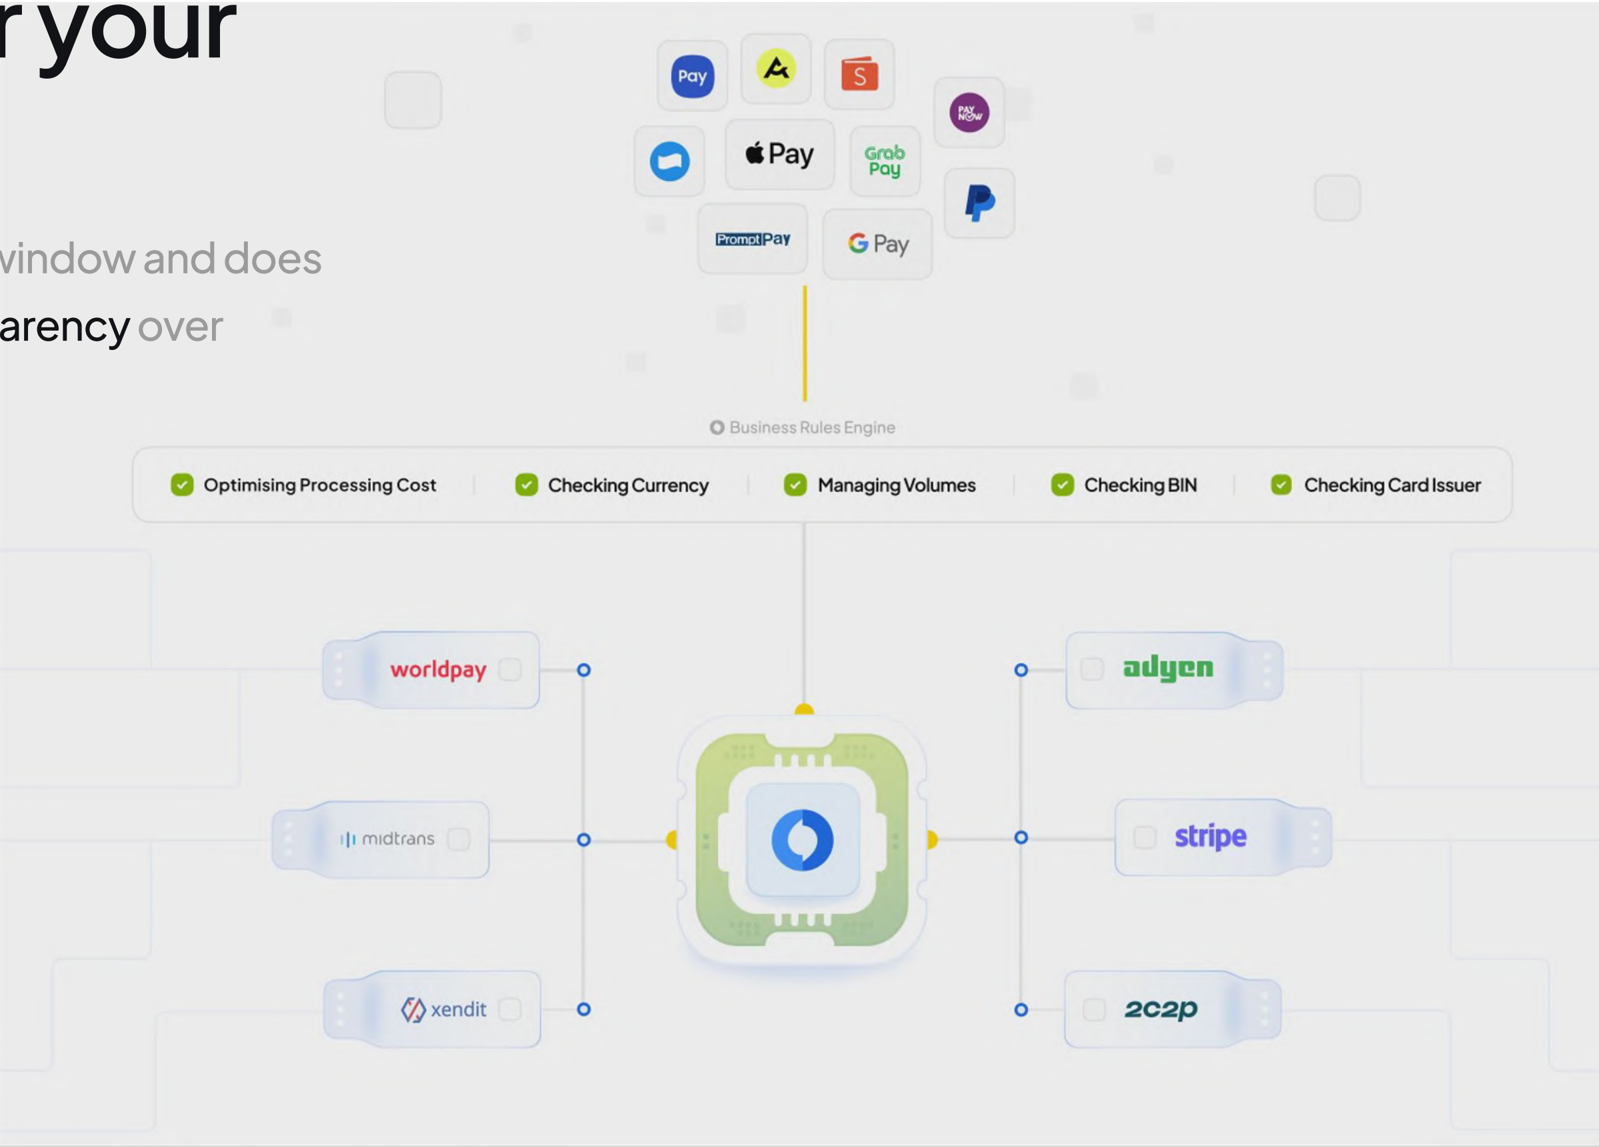 r your
window and does
arency over
Pay
S
PAY
NOW
Pay
Grab
Pay
PromptPay
G Pay
Business Rules Engine
Optimising Processing Cost
Checking Currency
Managing Volumes
Checking BIN
Checking Card Issuer
worldpay
adyen
midtrans
stripe
xendit
2c2p